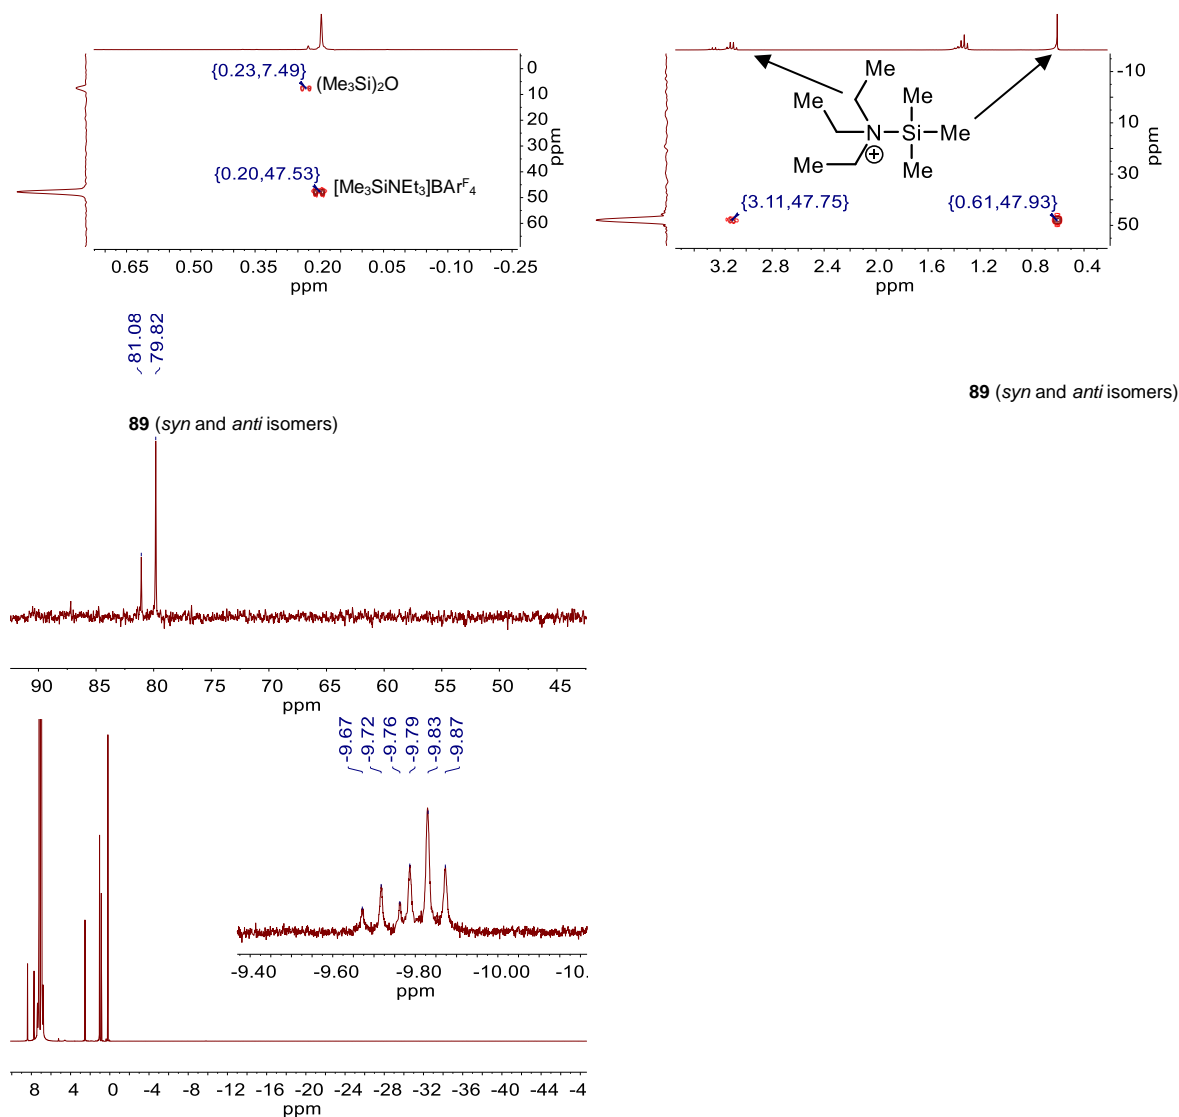 {0.23,7.49}
(Me₃Si)₂O
{0.20,47.53}
[Me₃SiNEt₃]BArᶠ₄
0
10
20
30
40
50
60
ppm
0.65 0.50 0.35 0.20 0.05 -0.10 -0.25
ppm
Me
Me
Me
N Si Me
+
Me
Me
{3.11,47.75}
{0.61,47.93}
-10
10
30
50
ppm
3.2 2.8 2.4 2.0 1.6 1.2 0.8 0.4
ppm
81.08
79.82
89 (syn and anti isomers)
89 (syn and anti isomers)
90 85 80 75 70 65 60 55 50 45
ppm
-9.67
-9.72
-9.76
-9.79
-9.83
-9.87
-9.40 -9.60 -9.80 -10.00 -10.
ppm
8 4 0 -4 -8 -12 -16 -20 -24 -28 -32 -36 -40 -44 -4
ppm